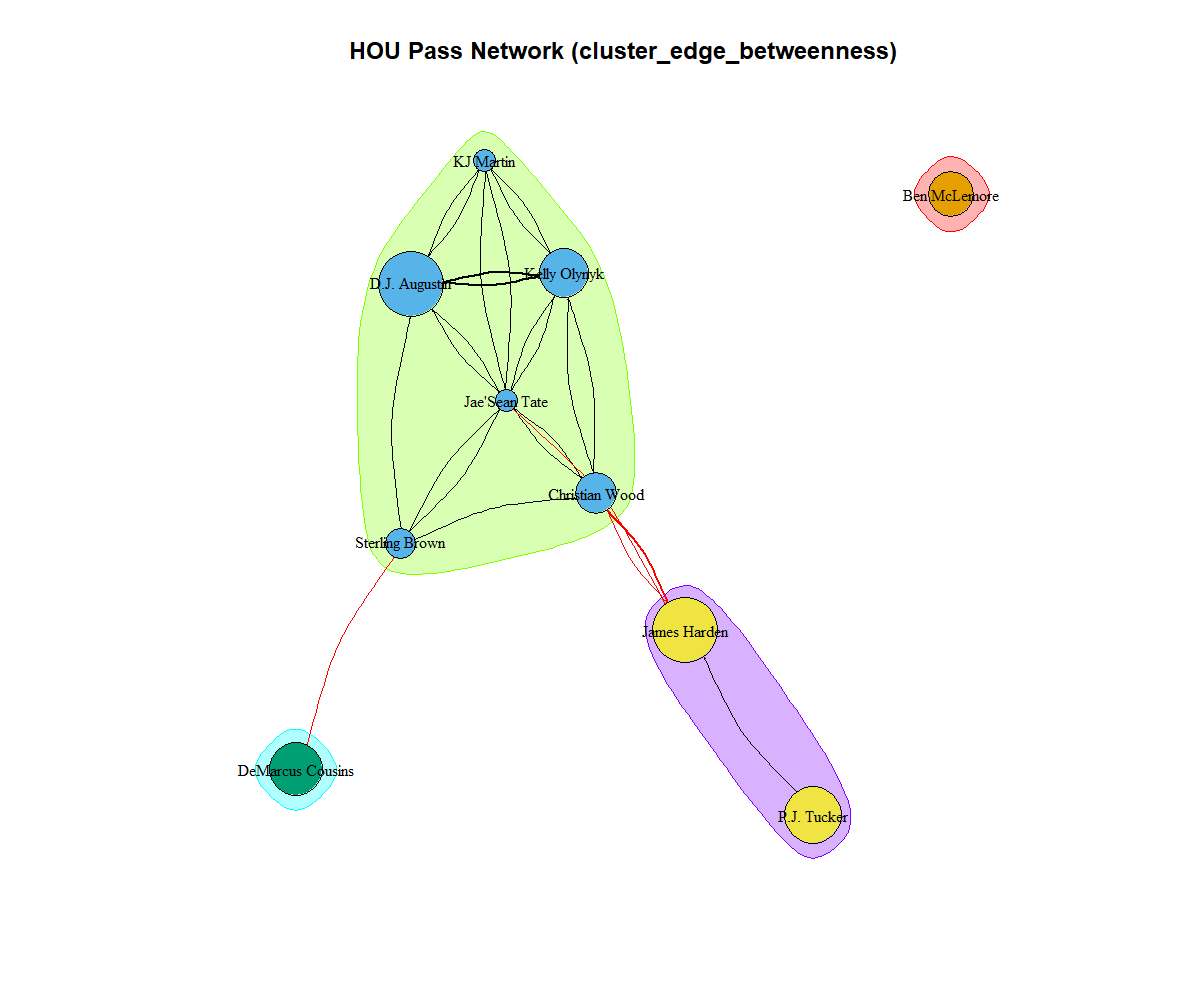 HOU Pass Network (cluster_edge_betweenness)
KJ Martin
Ben McLemore
D.J. Augustin
Kelly Olynyk
Jae'Sean Tate
Christian Wood
Sterling Brown
James Harden
DeMarcus Cousins
P.J. Tucker